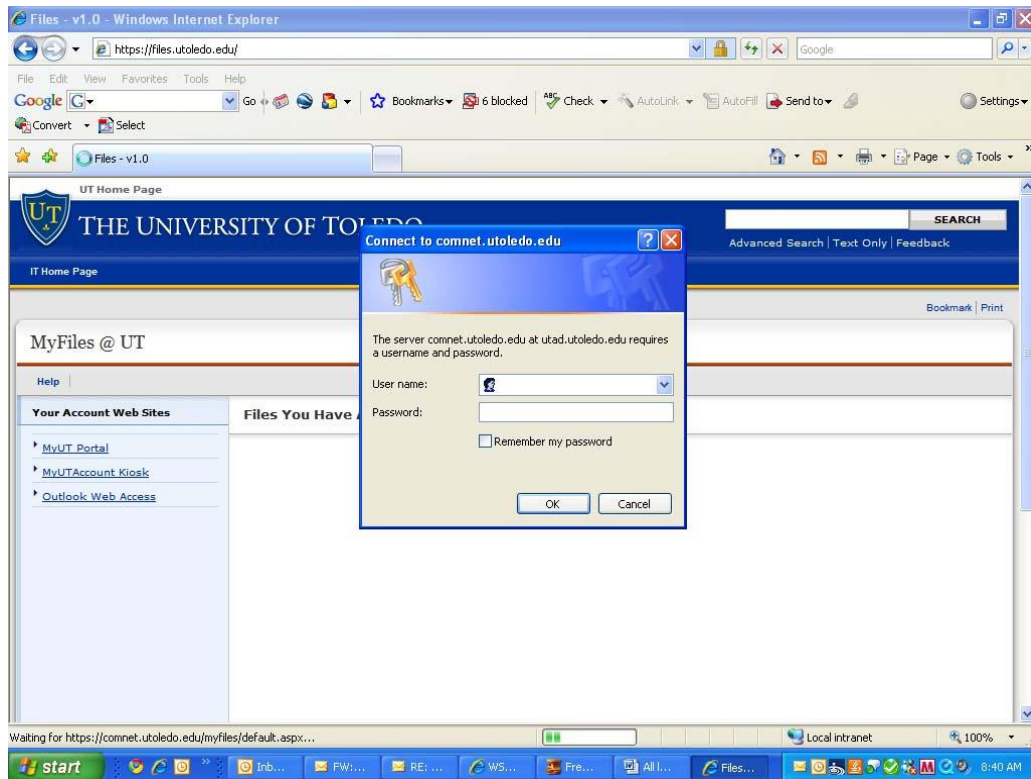 Files - v1.0 - Windows Internet Explorer
https://files.utoledo.edu/
Google
File Edit View Favorites Tools Help
Google G Go Bookmarks 6 blocked ABC Check AutoLink AutoFill Send to Settings
Convert Select
Files - v1.0 Page Tools
UT Home Page
UT THE UNIVERSITY OF TOLEDO
SEARCH
Advanced Search | Text Only | Feedback
IT Home Page
Bookmark Print
MyFiles @ UT
Help
Your Account Web Sites
MyUT Portal
MyUTAccount Kiosk
Outlook Web Access
Files You Have
Connect to comnet.utoledo.edu
The server comnet.utoledo.edu at utad.utoledo.edu requires
a username and password.
User name:
Password:
Remember my password
OK Cancel
Waiting for https://comnet.utoledo.edu/myfiles/default.aspx...
Local intranet 100%
start Inb... FW:... RE: ... WS... Fre... All l... Files... 8:40 AM